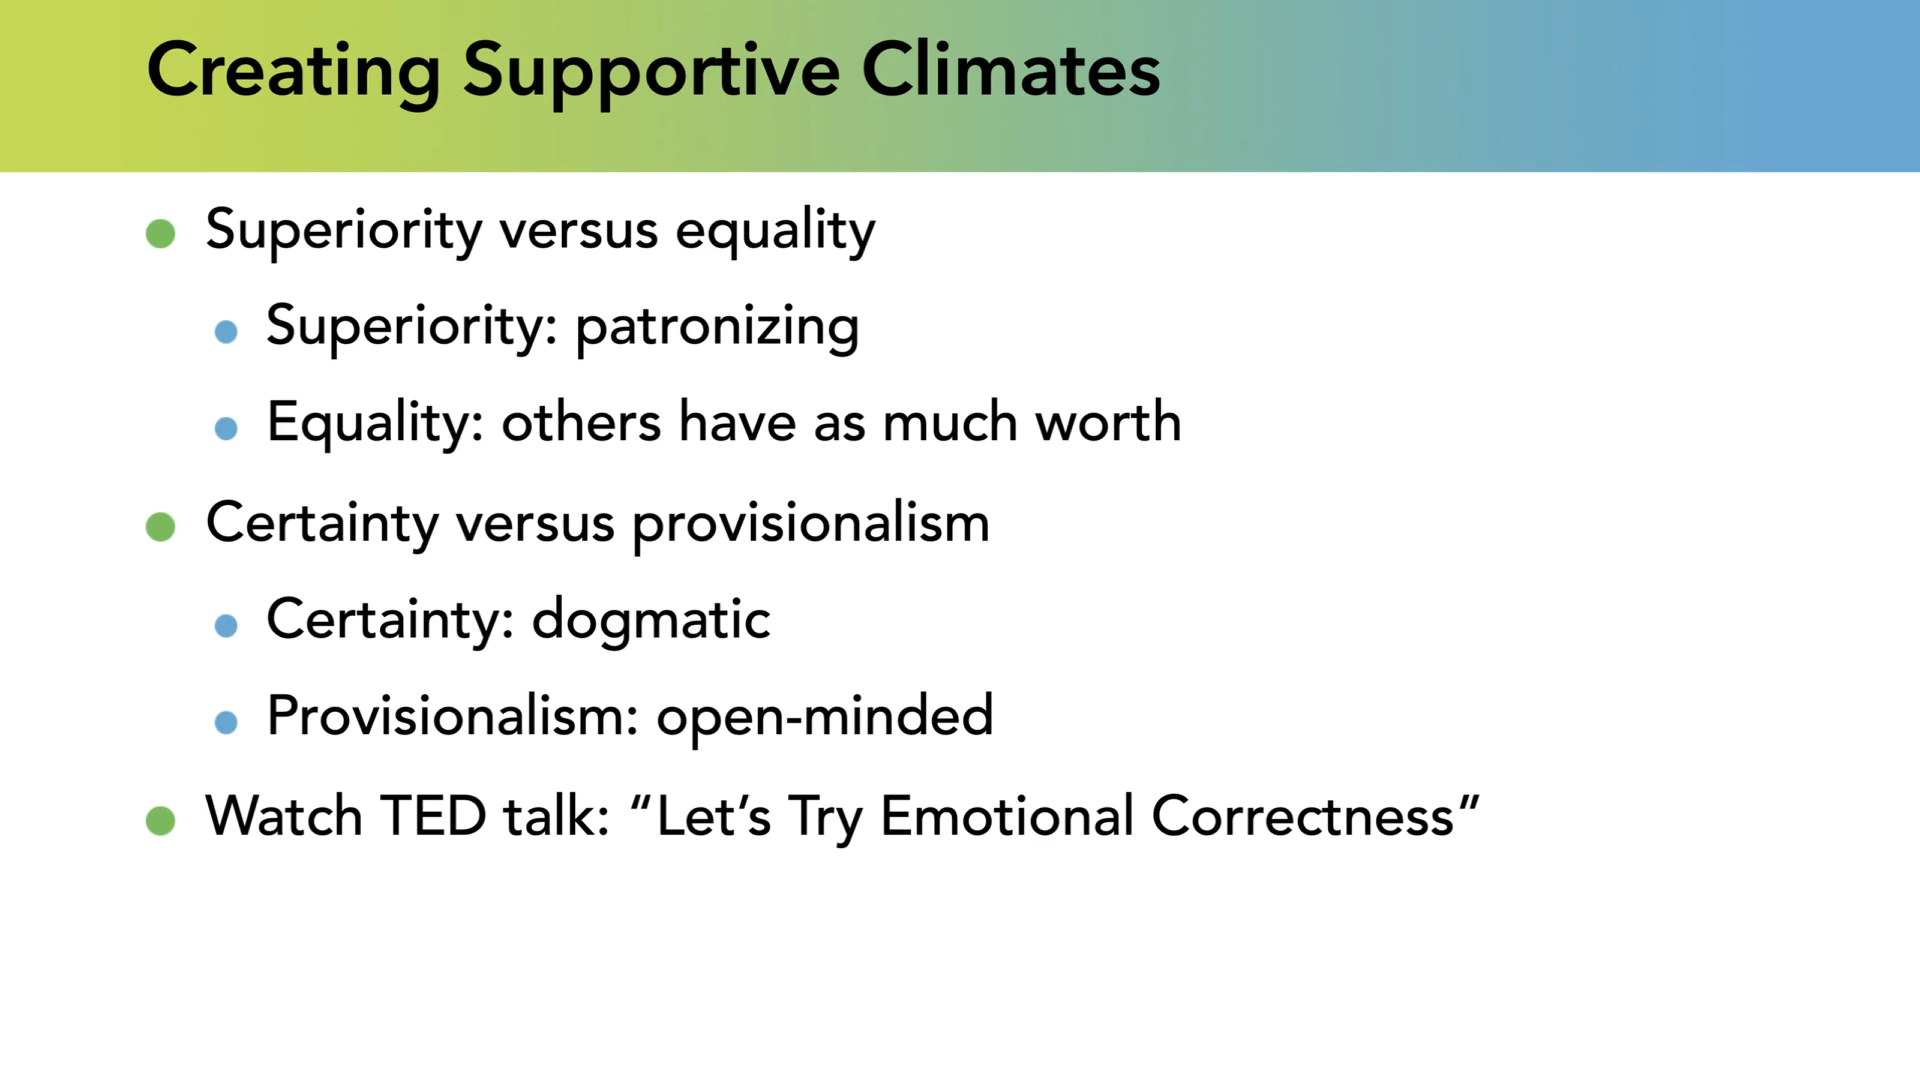 Creating Supportive Climates
Superiority versus equality
Superiority: patronizing
Equality: others have as much worth
Certainty versus provisionalism
Certainty: dogmatic
Provisionalism: open-minded
Watch TED talk: “Let’s Try Emotional Correctness”